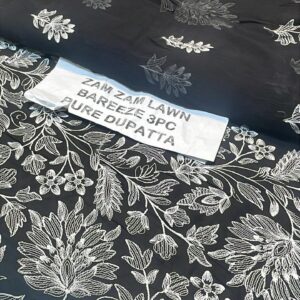 ZAM ZAM LAWN
BAREEZE 3PC
PURE DUPATTA